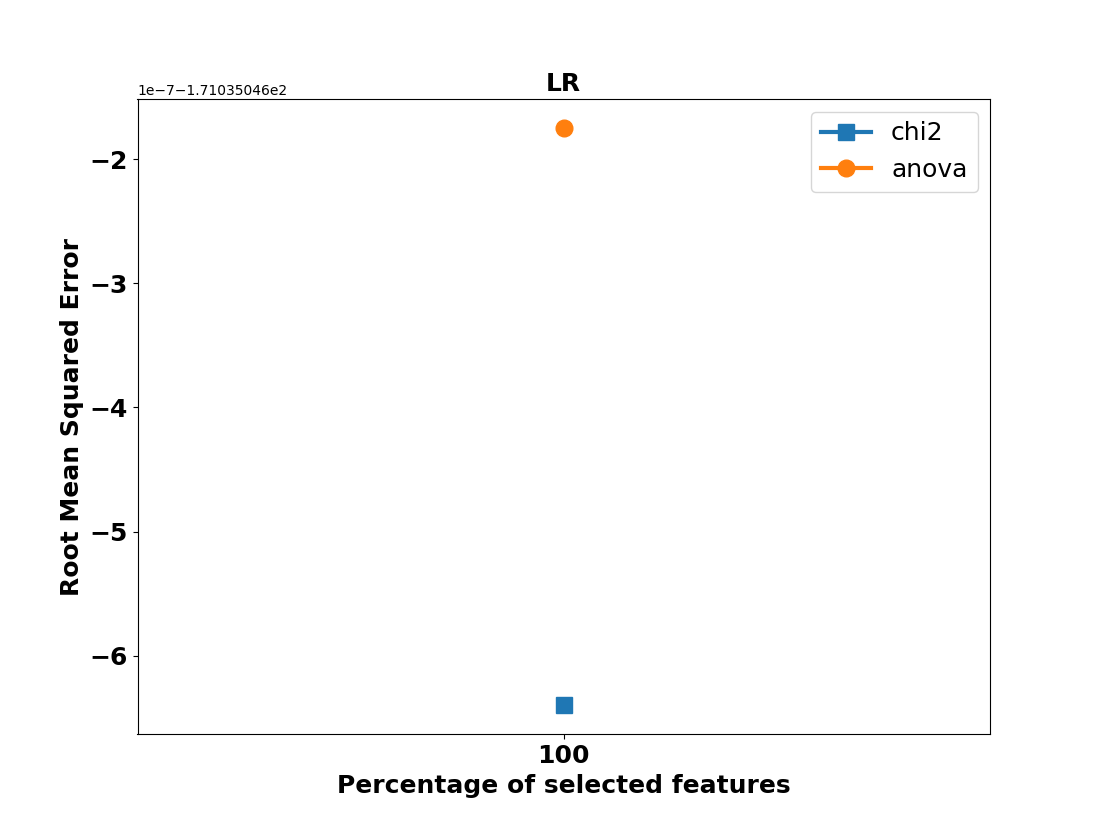 LR
1e−7−1.71035046e2
chi2
anova
−2
−3
−4
−5
−6
Root Mean Squared Error
100
Percentage of selected features